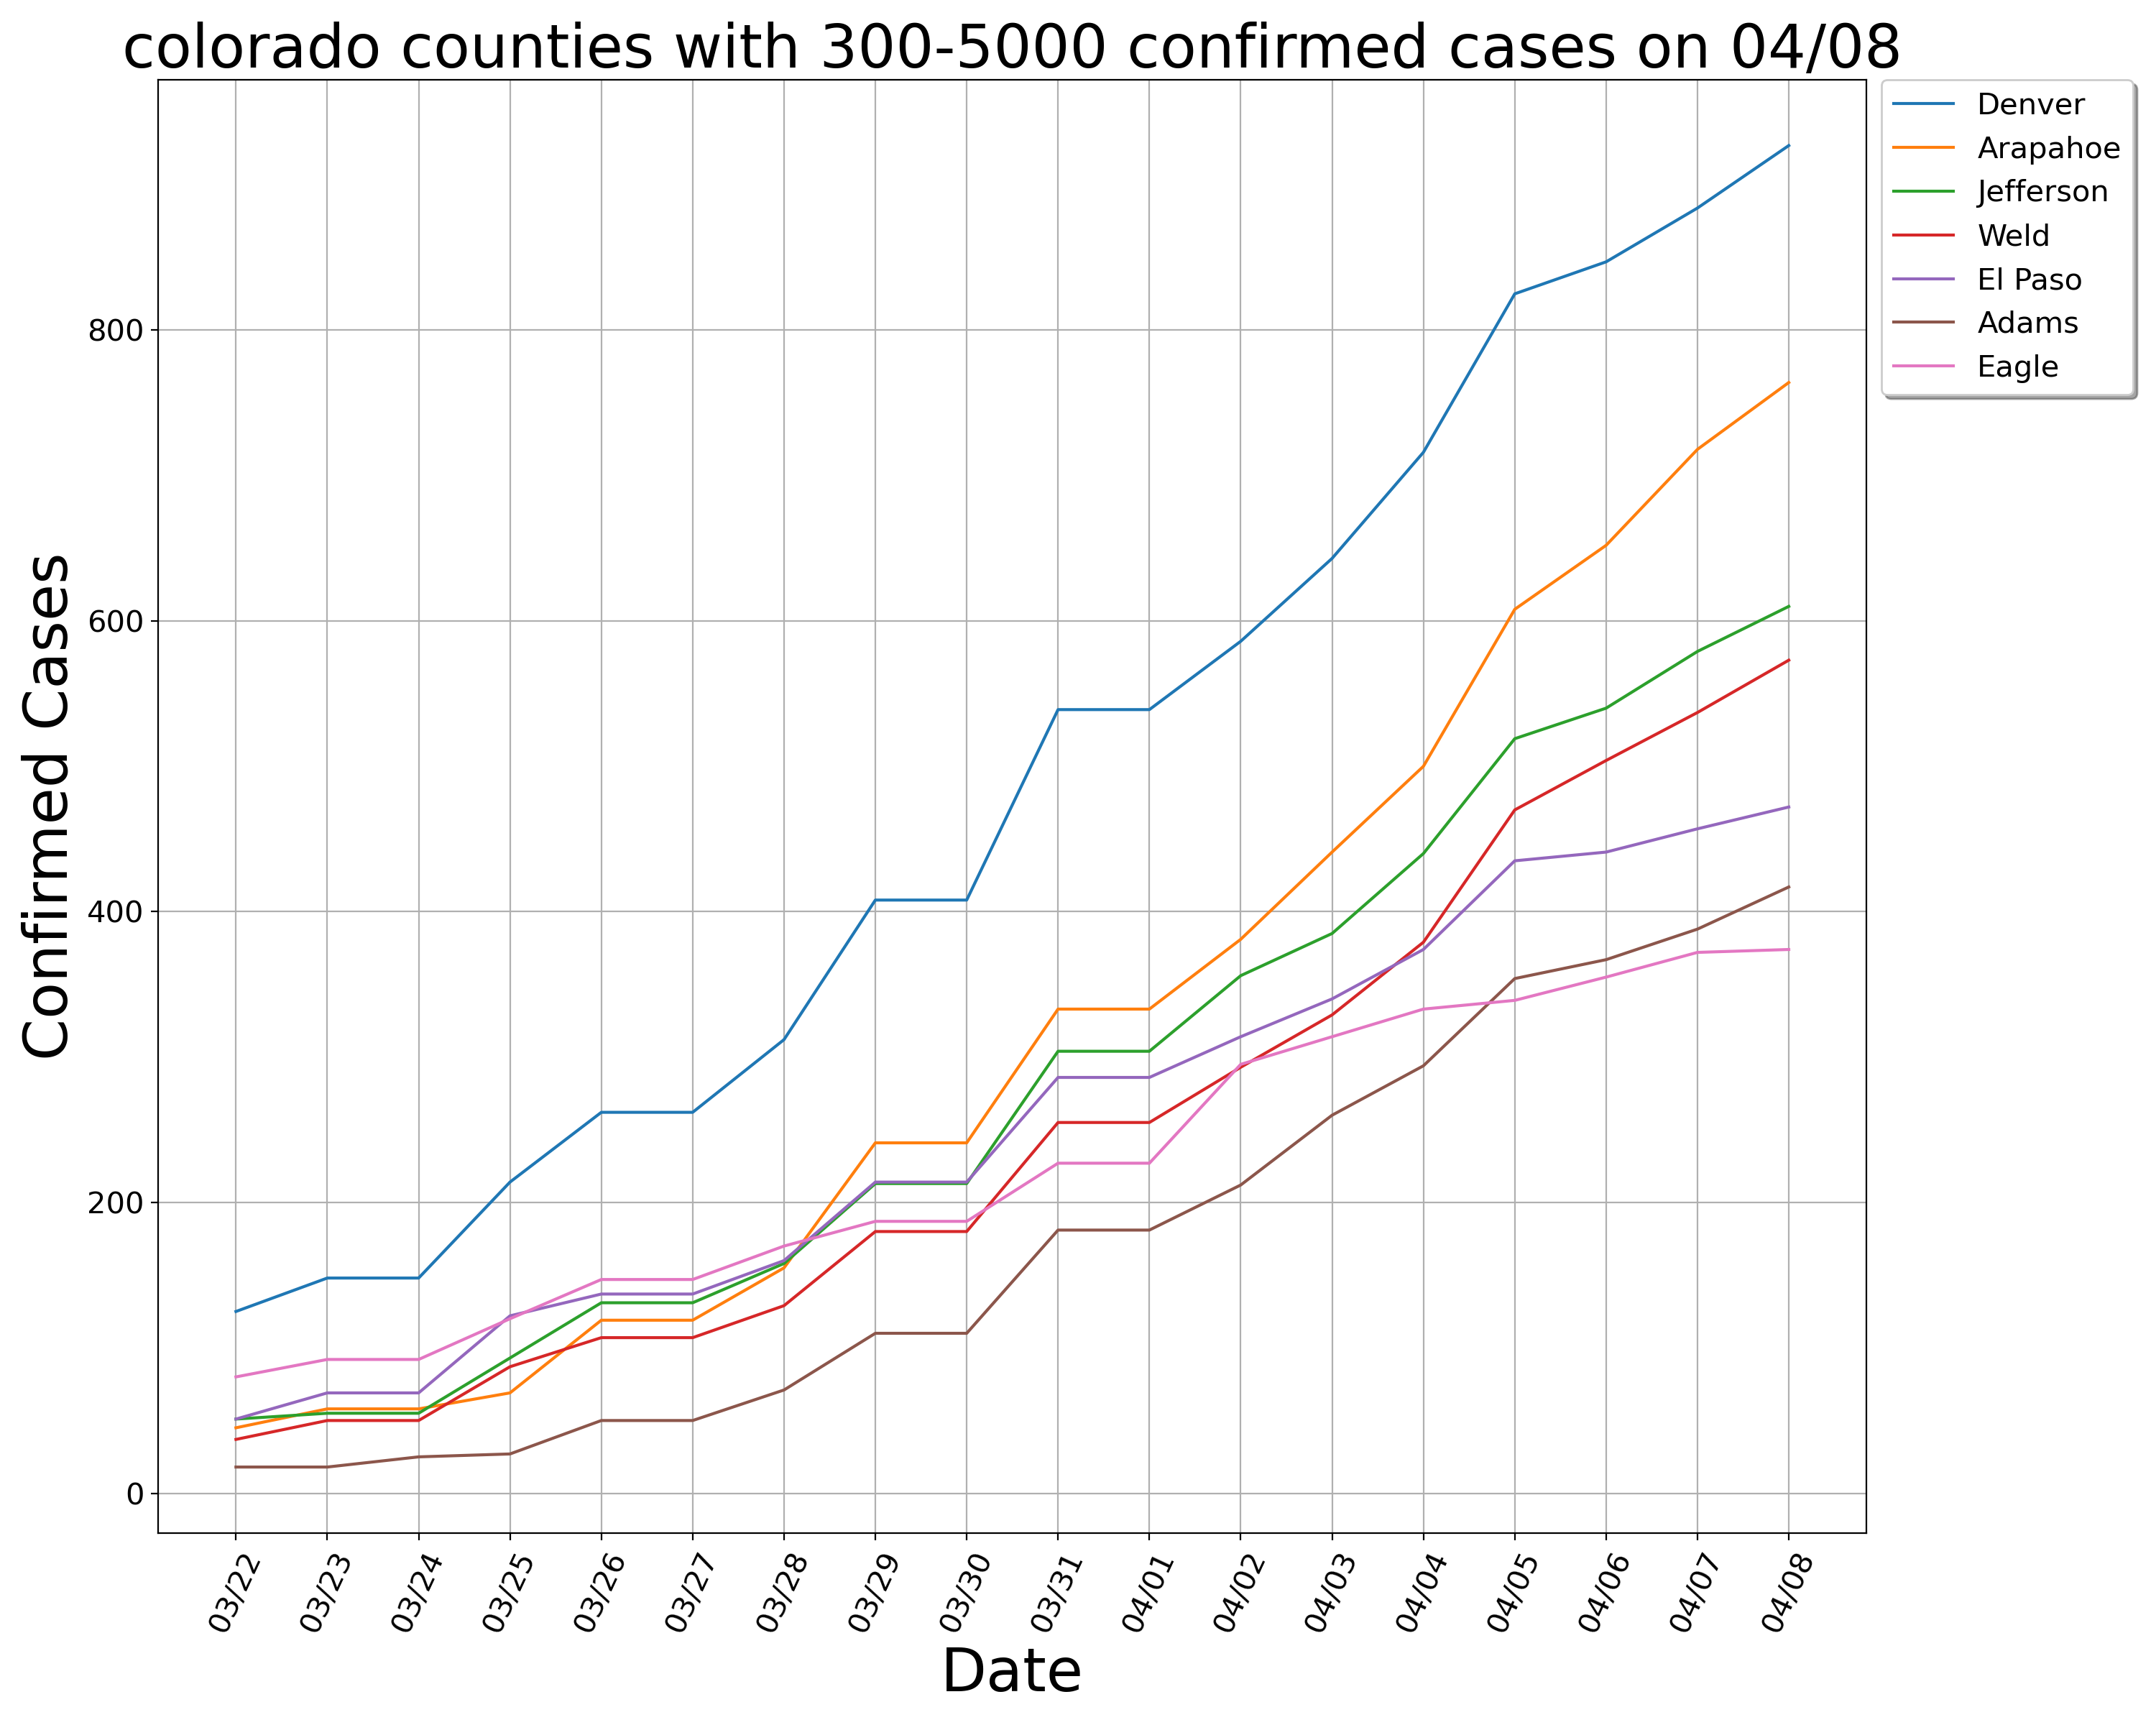 colorado counties with 300-5000 confirmed cases on 04/08
Denver
Arapahoe
Jefferson
Weld
El Paso
Adams
Eagle
Confirmed Cases
800
600
400
200
0
03/22
03/23
03/24
03/25
03/26
03/27
03/28
03/29
03/30
03/31
04/01
04/02
04/03
04/04
04/05
04/06
04/07
04/08
Date